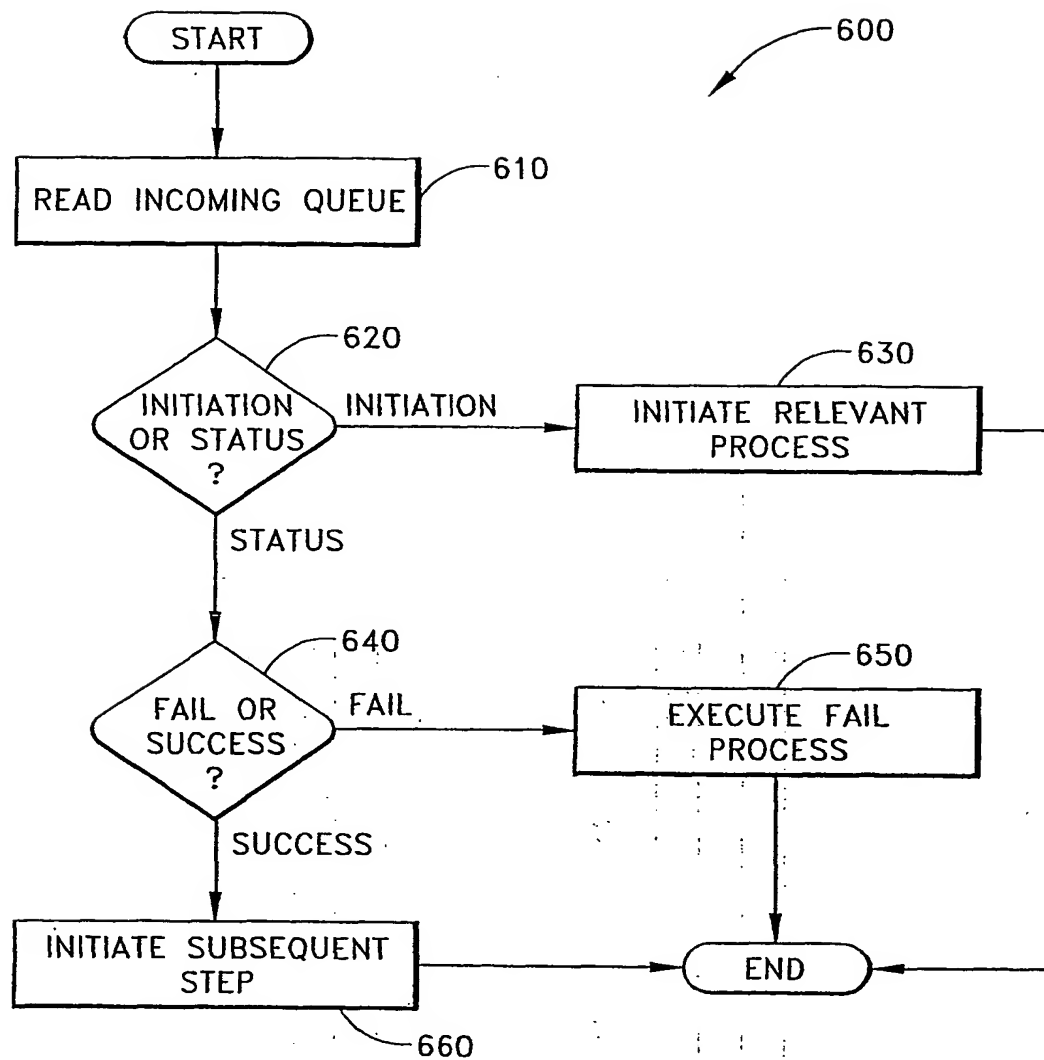 START
600
610
READ INCOMING QUEUE
620
INITIATION
OR STATUS
?
INITIATION
630
INITIATE RELEVANT
PROCESS
STATUS
640
FAIL OR
SUCCESS
?
FAIL
650
EXECUTE FAIL
PROCESS
SUCCESS
INITIATE SUBSEQUENT
STEP
END
660